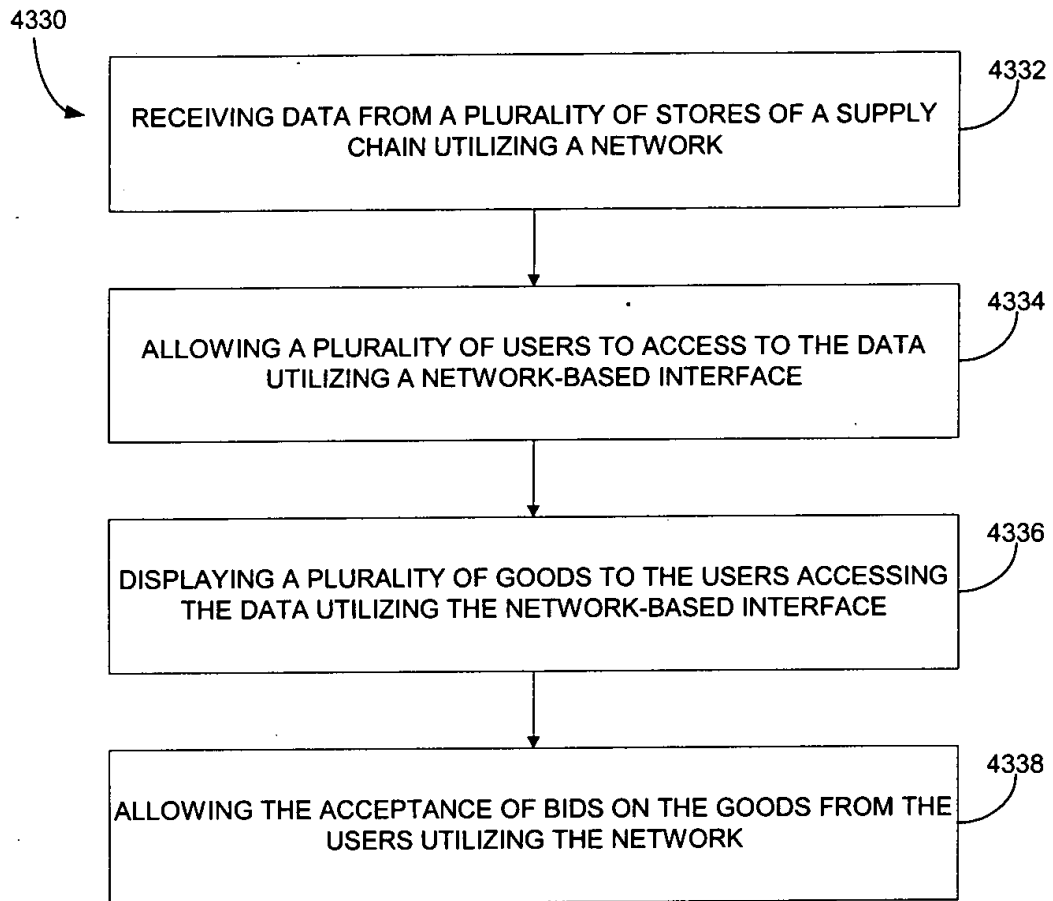 4330
4332
RECEIVING DATA FROM A PLURALITY OF STORES OF A SUPPLY
CHAIN UTILIZING A NETWORK
4334
ALLOWING A PLURALITY OF USERS TO ACCESS TO THE DATA
UTILIZING A NETWORK-BASED INTERFACE
4336
DISPLAYING A PLURALITY OF GOODS TO THE USERS ACCESSING
THE DATA UTILIZING THE NETWORK-BASED INTERFACE
4338
ALLOWING THE ACCEPTANCE OF BIDS ON THE GOODS FROM THE
USERS UTILIZING THE NETWORK